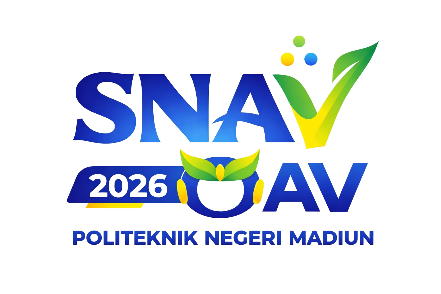 SNAV
2026 OAV
POLITEKNIK NEGERI MADIUN